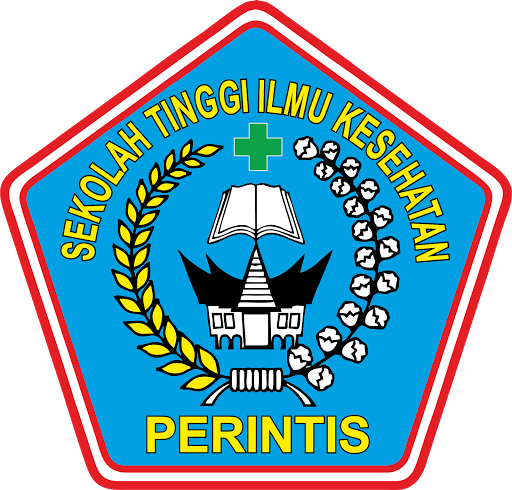 SEKOLAH TINGGI ILMU KESEHATAN
PERINTIS